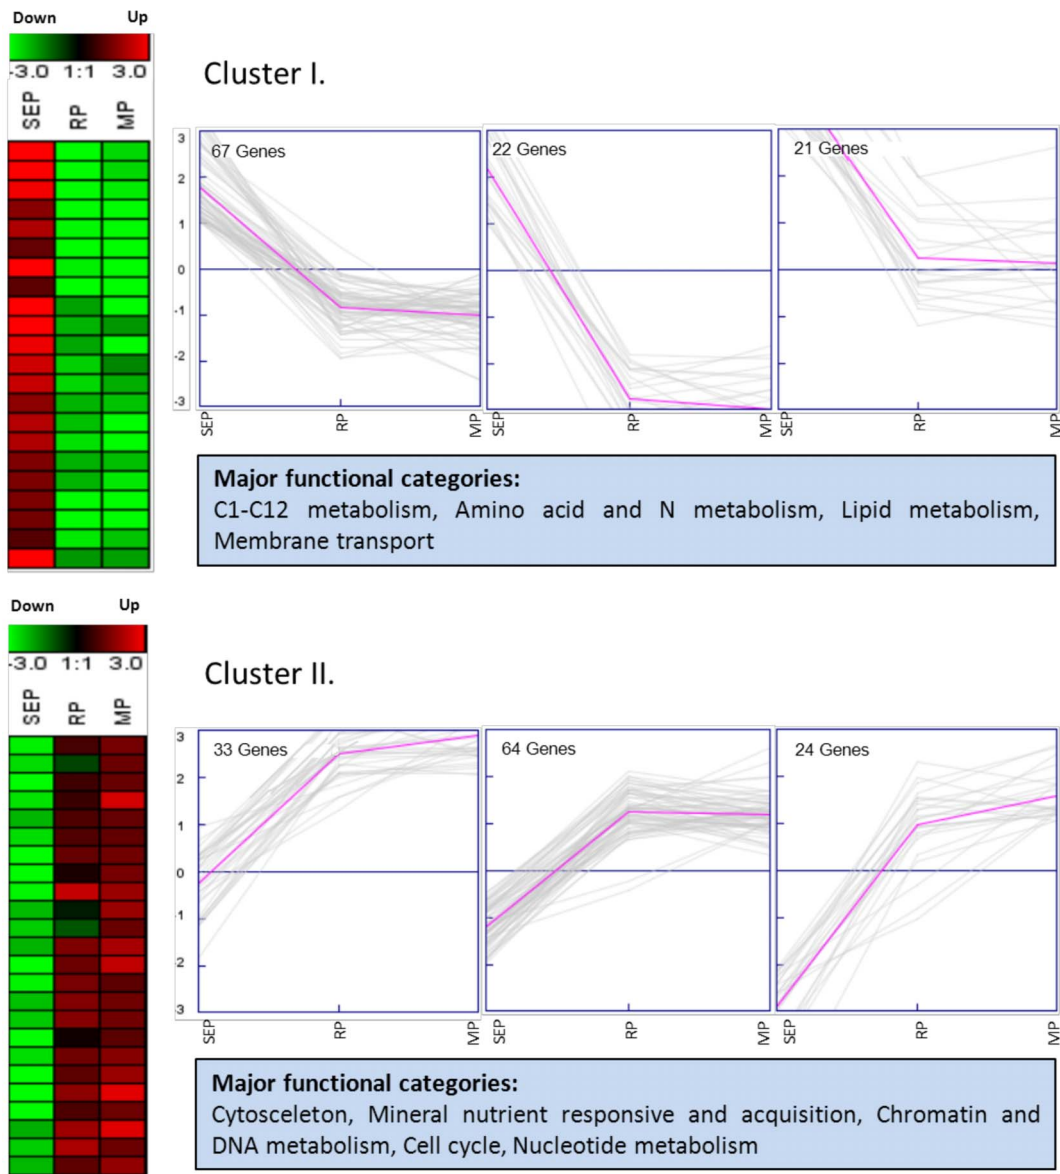 Down Up
-3.0 1:1 3.0
SEP RP MP
Cluster I.
3
2
1
0
-1
-2
-3
67 Genes
22 Genes
21 Genes
SEP RP MP
SEP RP MP
SEP RP MP
Major functional categories:
C1-C12 metabolism, Amino acid and N metabolism, Lipid metabolism,
Membrane transport
Down Up
-3.0 1:1 3.0
SEP RP MP
Cluster II.
3
2
1
0
1
2
3
33 Genes
64 Genes
24 Genes
SEP RP MP
SEP RP MP
SEP RP MP
Major functional categories:
Cytosceleton, Mineral nutrient responsive and acquisition, Chromatin and
DNA metabolism, Cell cycle, Nucleotide metabolism